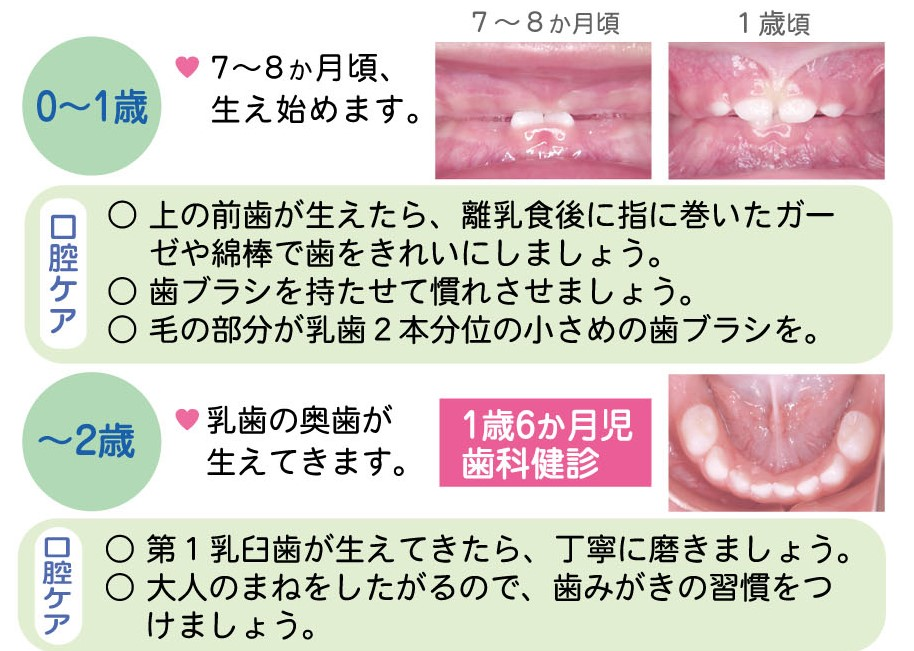 7〜8か月頃
1歳頃
0〜1歳
♥ 7〜8か月頃、
生え始めます。
口腔ケア
○ 上の前歯が生えたら、離乳食後に指に巻いたガー
ゼや綿棒で歯をきれいにしましょう。
○ 歯ブラシを持たせて慣れさせましょう。
○ 毛の部分が乳歯2本分位の小さめの歯ブラシを。
〜2歳
♥ 乳歯の奥歯が
生えてきます。
1歳6か月児
歯科健診
口腔ケア
○ 第1乳臼歯が生えてきたら、丁寧に磨きましょう。
○ 大人のまねをしたがるので、歯みがきの習慣をつ
けましょう。